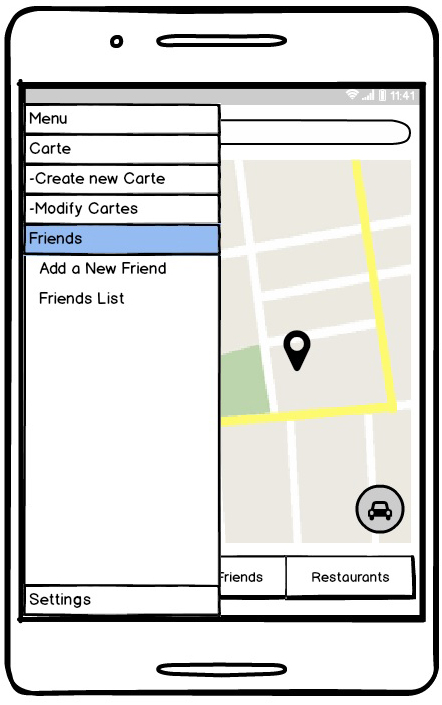 11:41
Menu
Carte
-Create new Carte
-Modify Cartes
Friends
Add a New Friend
Friends List
Friends
Restaurants
Settings